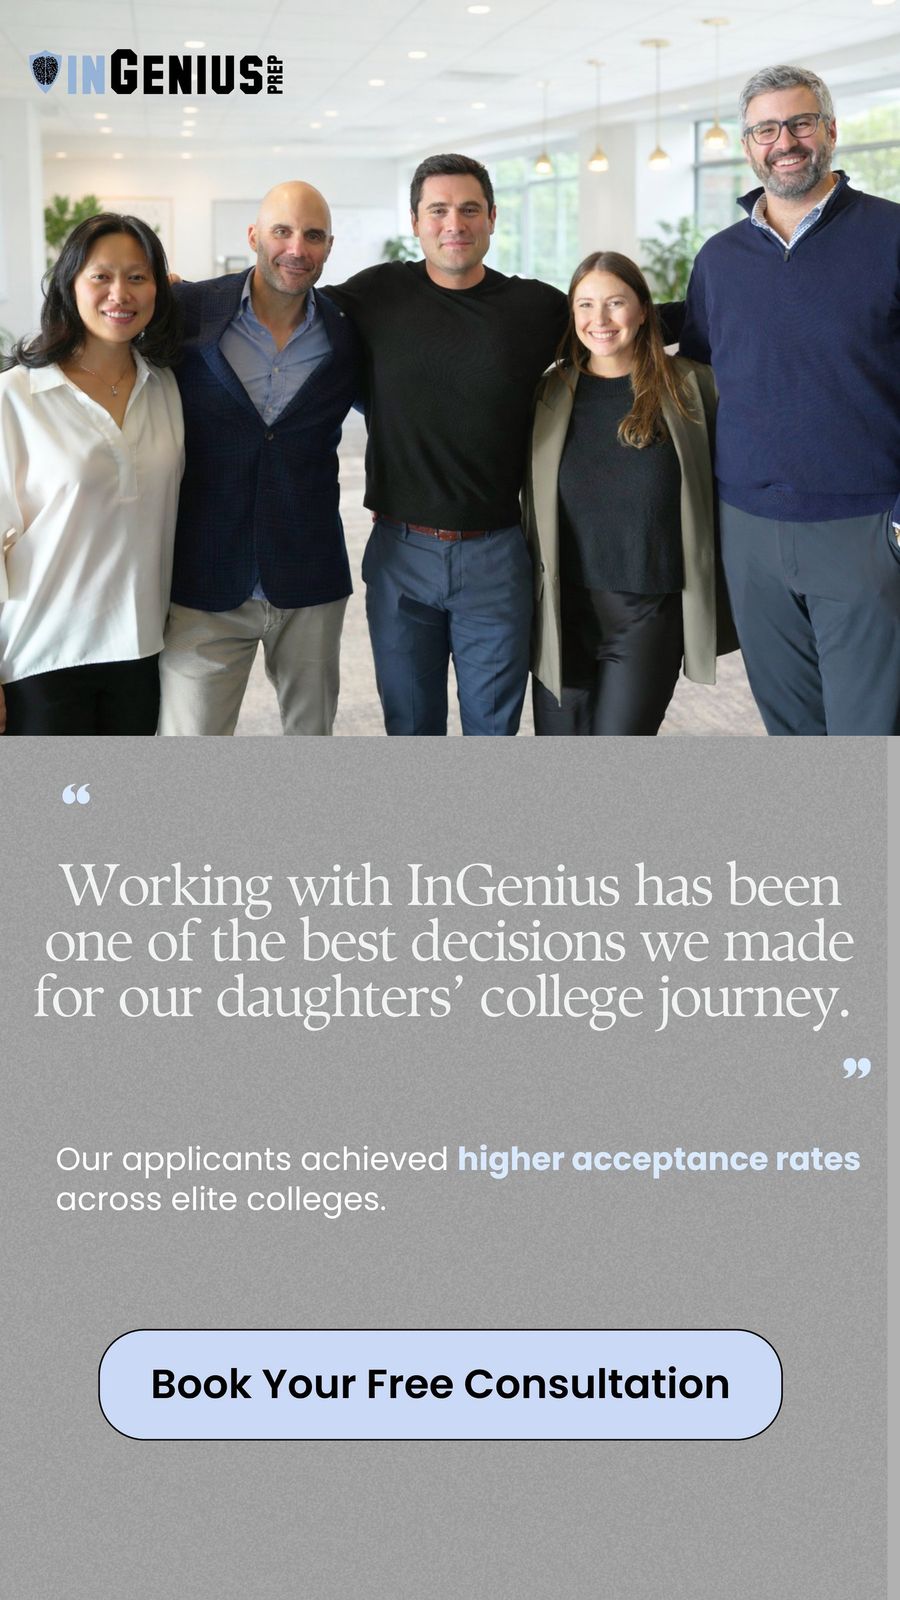 INGENIUS PREP
“
Working with InGenius has been
one of the best decisions we made
for our daughters’ college journey.
”
Our applicants achieved higher acceptance rates
across elite colleges.
Book Your Free Consultation